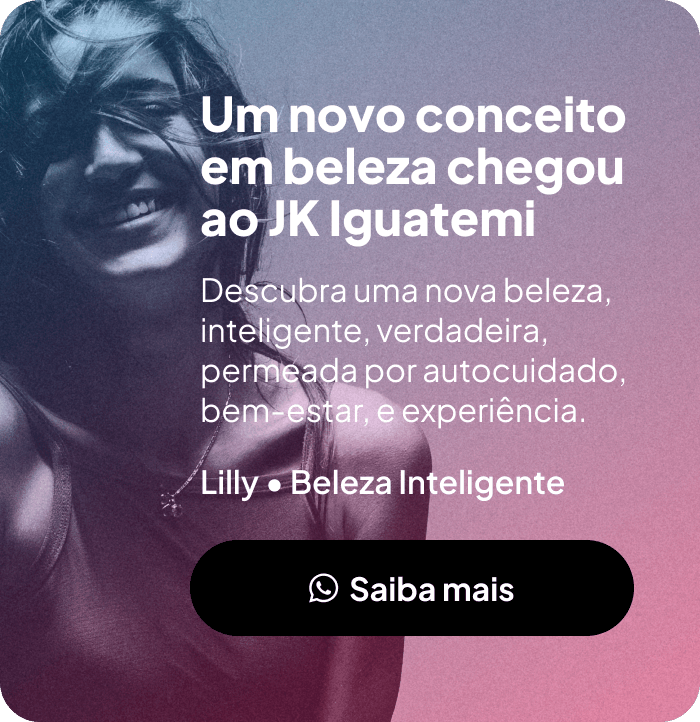 Um novo conceito
em beleza chegou
ao JK Iguatemi
Descubra uma nova beleza,
inteligente, verdadeira,
permeada por autocuidado,
bem-estar, e experiência.
Lilly • Beleza Inteligente
Saiba mais